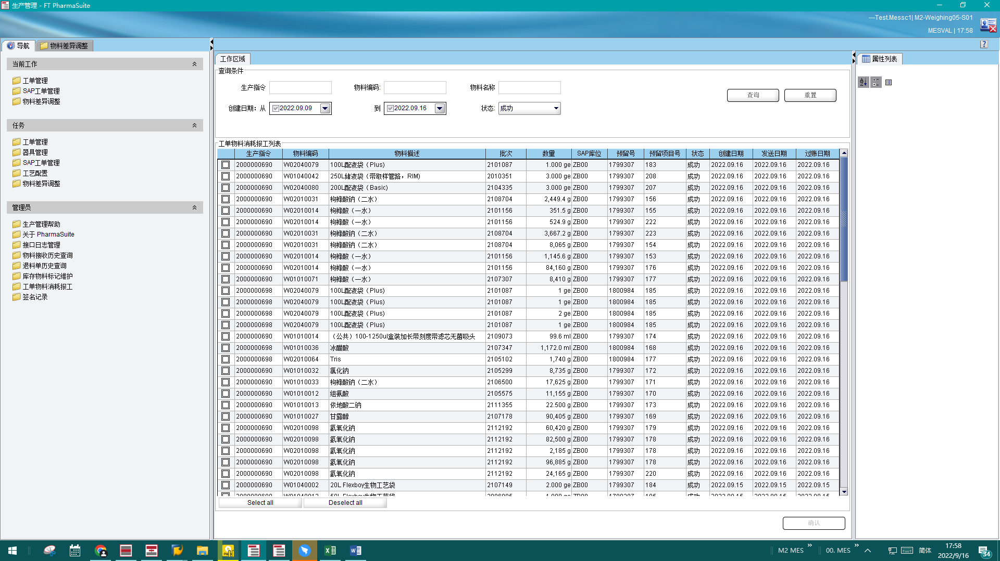 生产管理 - FT PharmaSuite
---Test.Messc1| M2-Weighing05-S01
MESVAL | 17:58
导航
物料差异调整
当前工作
工单管理
SAP工单管理
物料差异调整
任务
工单管理
器具管理
SAP工单管理
工艺配置
物料差异调整
管理员
生产管理帮助
关于 PharmaSuite
接口日志管理
物料接收历史查询
退料单历史查询
库存物料标记维护
工单物料消耗报工
签名记录
工作区域
查询条件
生产指令 物料编码: 物料名称
查询 重置
创建日期: 从 2022.09.09 到 2022.09.16 状态: 成功
工单物料消耗报工列表
生产指令 物料编码 物料描述 批次 数量 SAP库位 预留号 预留项目号 状态 创建日期 发送日期 过账日期
2000000690 W02040079 100L配液袋（Plus) 2101087 1.000 ge ZB00 1799307 183 成功 2022.09.16 2022.09.16 2022.09.16
2000000690 W01040042 250L储液袋（带取样管路，RIM) 2010351 3.000 ge ZB00 1799307 208 成功 2022.09.16 2022.09.16 2022.09.16
2000000690 W02040080 200L配液袋（Basic) 2104335 3.000 ge ZB00 1799307 207 成功 2022.09.16 2022.09.16 2022.09.16
2000000690 W02010031 枸橼酸钠（二水） 2108704 2,449.4 g ZB00 1799307 156 成功 2022.09.16 2022.09.16 2022.09.16
2000000690 W02010014 枸橼酸（一水） 2101156 351.5 g ZB00 1799307 155 成功 2022.09.16 2022.09.16 2022.09.16
2000000690 W02010014 枸橼酸（一水） 2101156 524.9 g ZB00 1799307 222 成功 2022.09.16 2022.09.16 2022.09.16
2000000690 W02010031 枸橼酸钠（二水） 2108704 3,667.2 g ZB00 1799307 223 成功 2022.09.16 2022.09.16 2022.09.16
2000000690 W02010031 枸橼酸钠（二水） 2108704 8,065 g ZB00 1799307 154 成功 2022.09.16 2022.09.16 2022.09.16
2000000690 W02010014 枸橼酸（一水） 2101156 1,145.6 g ZB00 1799307 153 成功 2022.09.16 2022.09.16 2022.09.16
2000000690 W02010014 枸橼酸（一水） 2101156 84,160 g ZB00 1799307 176 成功 2022.09.16 2022.09.16 2022.09.16
2000000690 W01010071 枸橼酸（一水） 2107307 8,410 g ZB00 1799307 177 成功 2022.09.16 2022.09.16 2022.09.16
2000000698 W02040079 100L配液袋（Plus) 2101087 1 ge ZB00 1800984 185 成功 2022.09.16 2022.09.16 2022.09.16
2000000698 W02040079 100L配液袋（Plus) 2101087 1 ge ZB00 1800984 185 成功 2022.09.16 2022.09.16 2022.09.16
2000000698 W02040079 100L配液袋（Plus) 2101087 2 ge ZB00 1800984 185 成功 2022.09.16 2022.09.16 2022.09.16
2000000698 W02040079 100L配液袋（Plus) 2101087 1 ge ZB00 1800984 185 成功 2022.09.16 2022.09.16 2022.09.16
2000000690 W01010014 （公共）100-1250ul盒装加长带刻度带滤芯无菌吸头 2109073 99.6 ml ZB00 1799307 174 成功 2022.09.16 2022.09.16 2022.09.16
2000000698 W01010036 冰醋酸 2107347 1,172.0 ml ZB00 1800984 168 成功 2022.09.16 2022.09.16 2022.09.16
2000000698 W02010064 Tris 2105102 1,740 g ZB00 1800984 177 成功 2022.09.16 2022.09.16 2022.09.16
2000000690 W01010032 氯化钠 2105299 8,735 g ZB00 1799307 172 成功 2022.09.16 2022.09.16 2022.09.16
2000000690 W01010033 枸橼酸钠（二水） 2106500 17,625 g ZB00 1799307 171 成功 2022.09.16 2022.09.16 2022.09.16
2000000690 W01010012 组氨酸 2105575 11,155 g ZB00 1799307 170 成功 2022.09.16 2022.09.16 2022.09.16
2000000690 W01010013 依地酸二钠 2111355 22.500 g ZB00 1799307 173 成功 2022.09.16 2022.09.16 2022.09.16
2000000690 W01010027 甘露醇 2107178 90,405 g ZB00 1799307 169 成功 2022.09.16 2022.09.16 2022.09.16
2000000690 W02010098 氢氧化钠 2112192 60,420 g ZB00 1799307 179 成功 2022.09.16 2022.09.16 2022.09.16
2000000690 W02010098 氢氧化钠 2112192 82,500 g ZB00 1799307 178 成功 2022.09.16 2022.09.16 2022.09.16
2000000690 W02010098 氢氧化钠 2112192 2,185 g ZB00 1799307 178 成功 2022.09.16 2022.09.16 2022.09.16
2000000690 W02010098 氢氧化钠 2112192 96,885 g ZB00 1799307 178 成功 2022.09.16 2022.09.16 2022.09.16
2000000690 W02010098 氢氧化钠 2112192 24,165 g ZB00 1799307 220 成功 2022.09.16 2022.09.16 2022.09.16
2000000690 W01040002 20L Flexboy生物工艺袋 2107149 2.000 ge ZB00 1799307 184 成功 2022.09.15 2022.09.15 2022.09.15
Select all Deselect all
确认
属性列表
M2 MES 00. MES 简体 17:58
2022/9/16
34